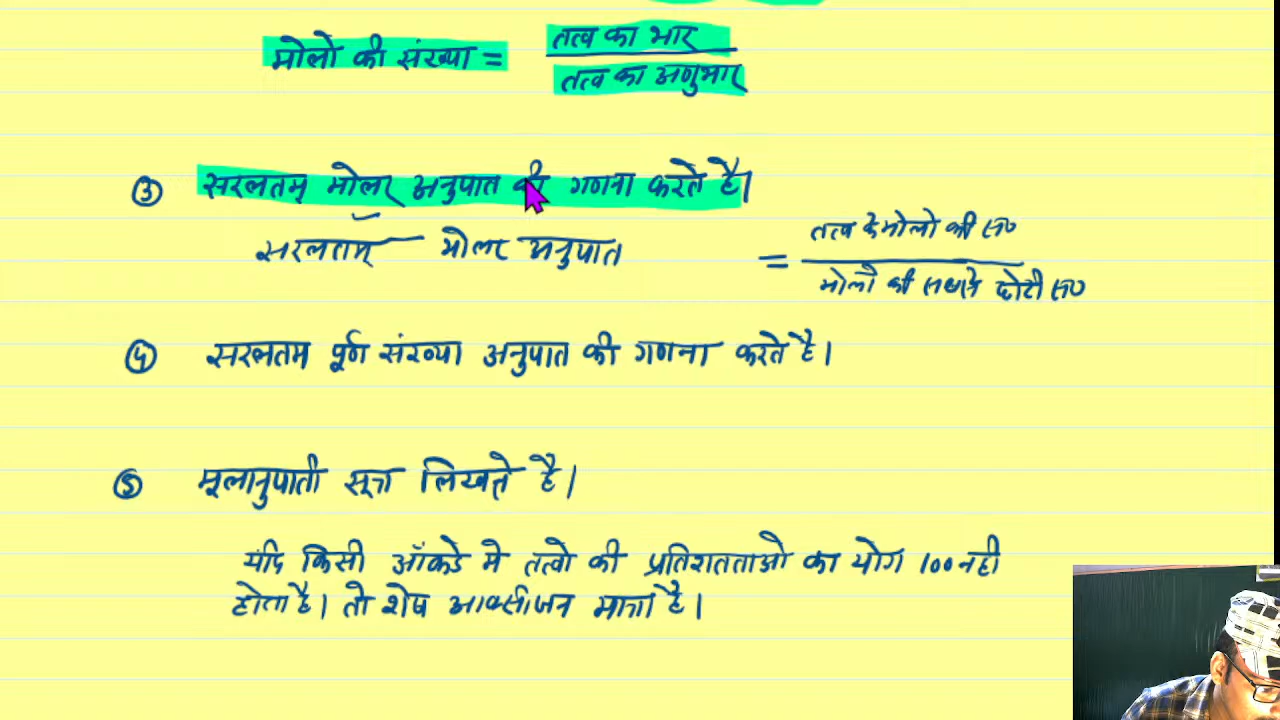 मोलो की संख्या = तत्व का भार
तत्व का अणुभार
③ सरलतम् मोलर अनुपात की गणना करते है।
सरलतम् मोलर अनुपात = तत्व के मोलो की सं०
मोलो की सबसे छोटी सं०
④ सरलतम पूर्ण संख्या अनुपात की गणना करते है।
⑤ मूलानुपाती सूत्र लिखते है।
यदि किसी आँकडे मे तत्वो की प्रतिशतताओ का योग 100 नही
होता है। तो शेष आक्सीजन मात्रा है।